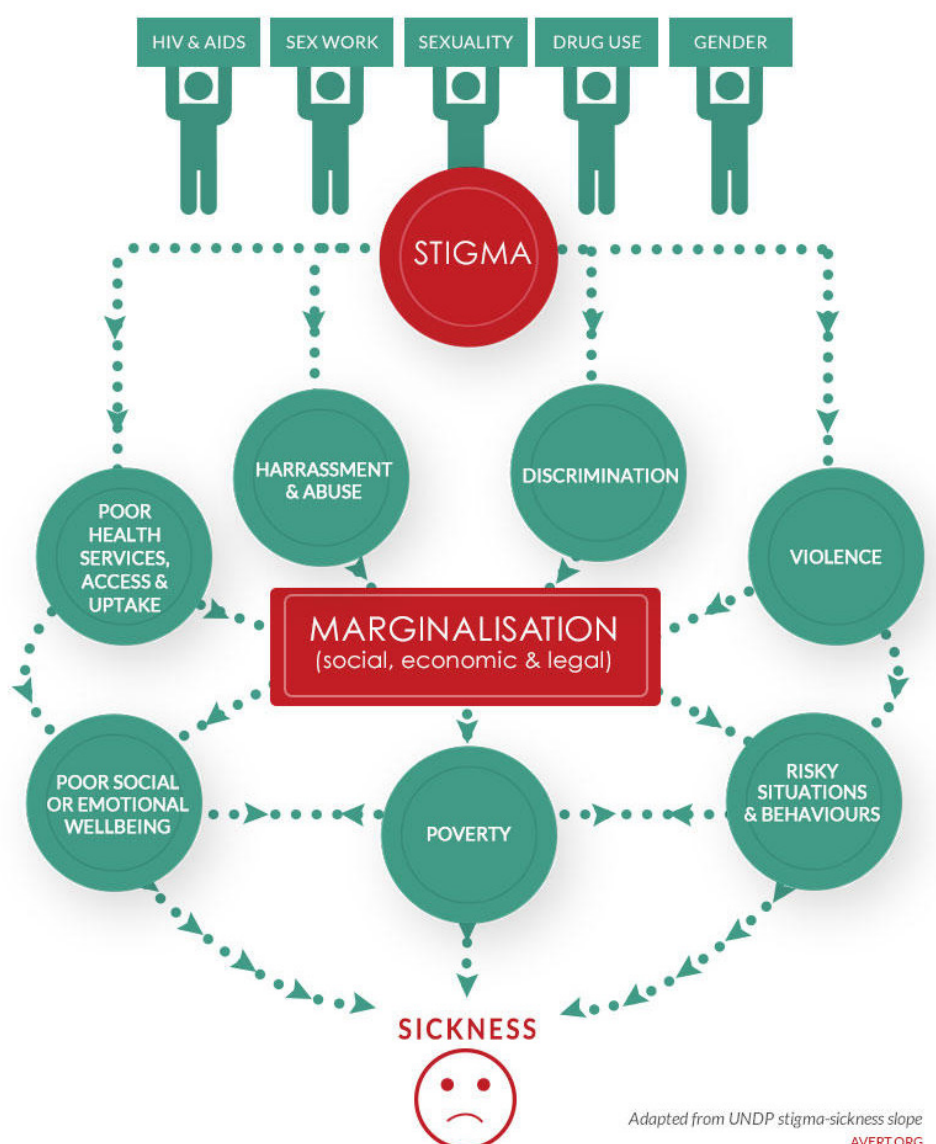 HIV & AIDS
SEX WORK
SEXUALITY
DRUG USE
GENDER
STIGMA
HARRASSMENT
& ABUSE
DISCRIMINATION
POOR
HEALTH
SERVICES,
ACCESS &
UPTAKE
VIOLENCE
MARGINALISATION
(social, economic & legal)
POOR SOCIAL
OR EMOTIONAL
WELLBEING
POVERTY
RISKY
SITUATIONS
& BEHAVIOURS
SICKNESS
Adapted from UNDP stigma-sickness slope
AVERT.ORG